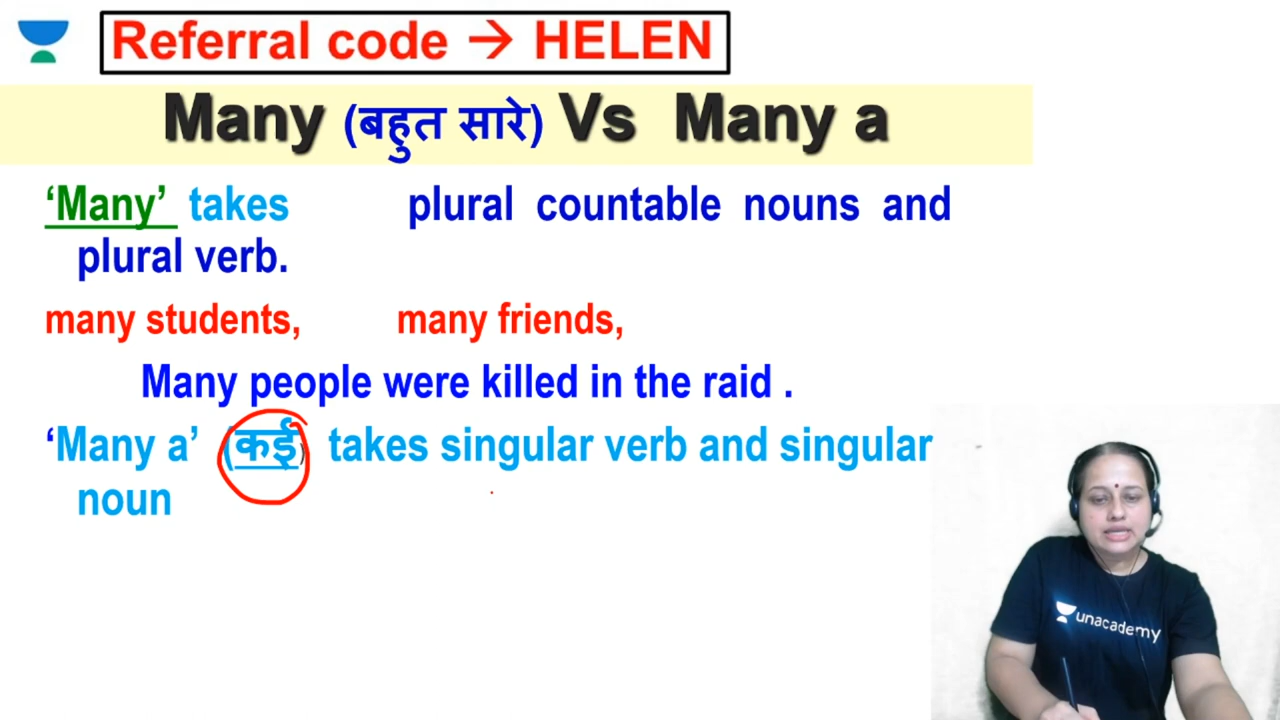 Referral code → HELEN
Many (बहुत सारे) Vs Many a
‘Many’ takes plural countable nouns and
plural verb.
many students, many friends,
Many people were killed in the raid .
‘Many a’ (कई) takes singular verb and singular
noun
unacademy